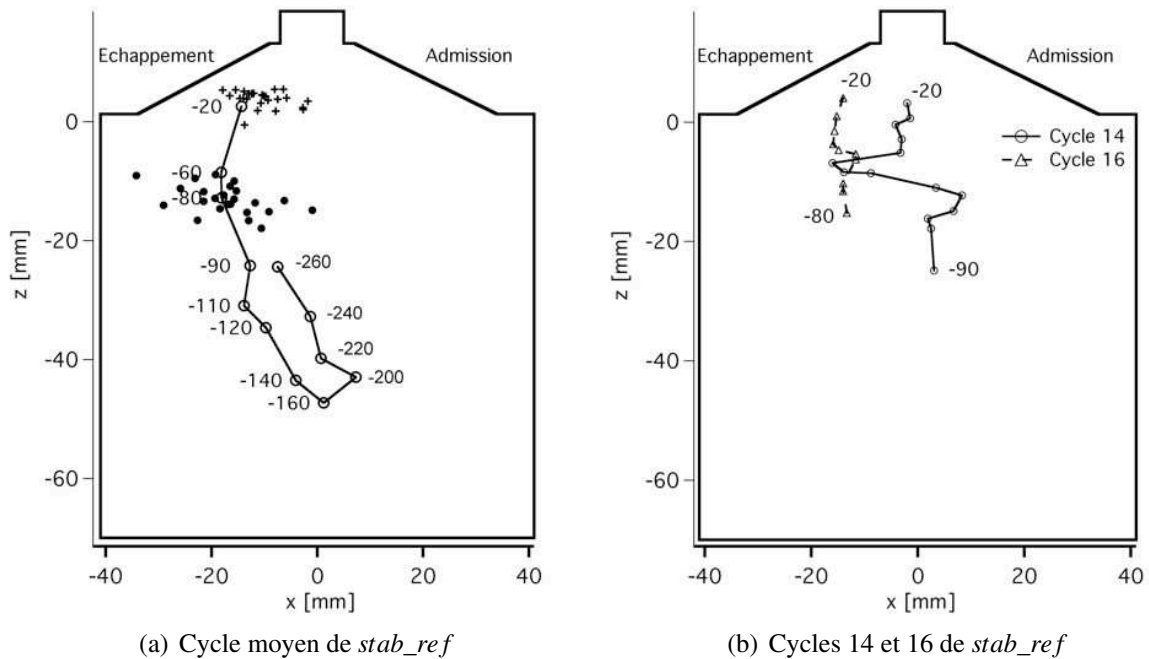 Echappement
Admission
-20
0
-60
-80
-20
-90
-260
-110
-240
-120
-220
-40
-140
-200
-160
-60
z [mm]
-40
-20
0
20
40
x [mm]
(a) Cycle moyen de stab_ref
Echappement
Admission
-20
-20
0
Cycle 14
Cycle 16
-80
-20
-90
-40
-60
z [mm]
-40
-20
0
20
40
x [mm]
(b) Cycles 14 et 16 de stab_ref